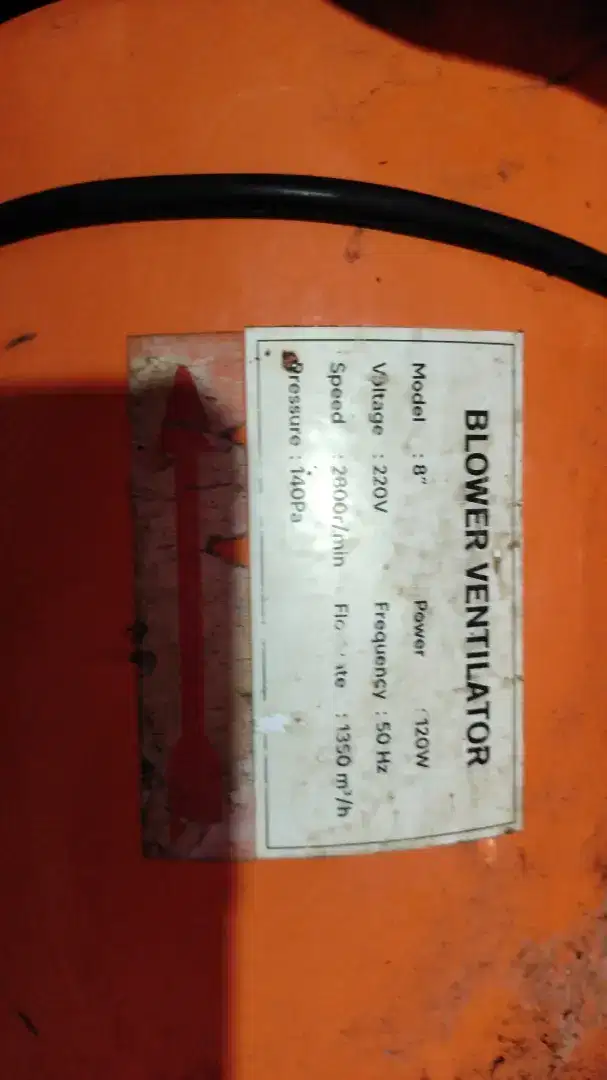 BLOWER VENTILATOR
Model : 8" Power : 120W
Voltage : 220V Frequency : 50 Hz
Speed : 2800r/min : 1350 m³/h
Pressure : 140Pa